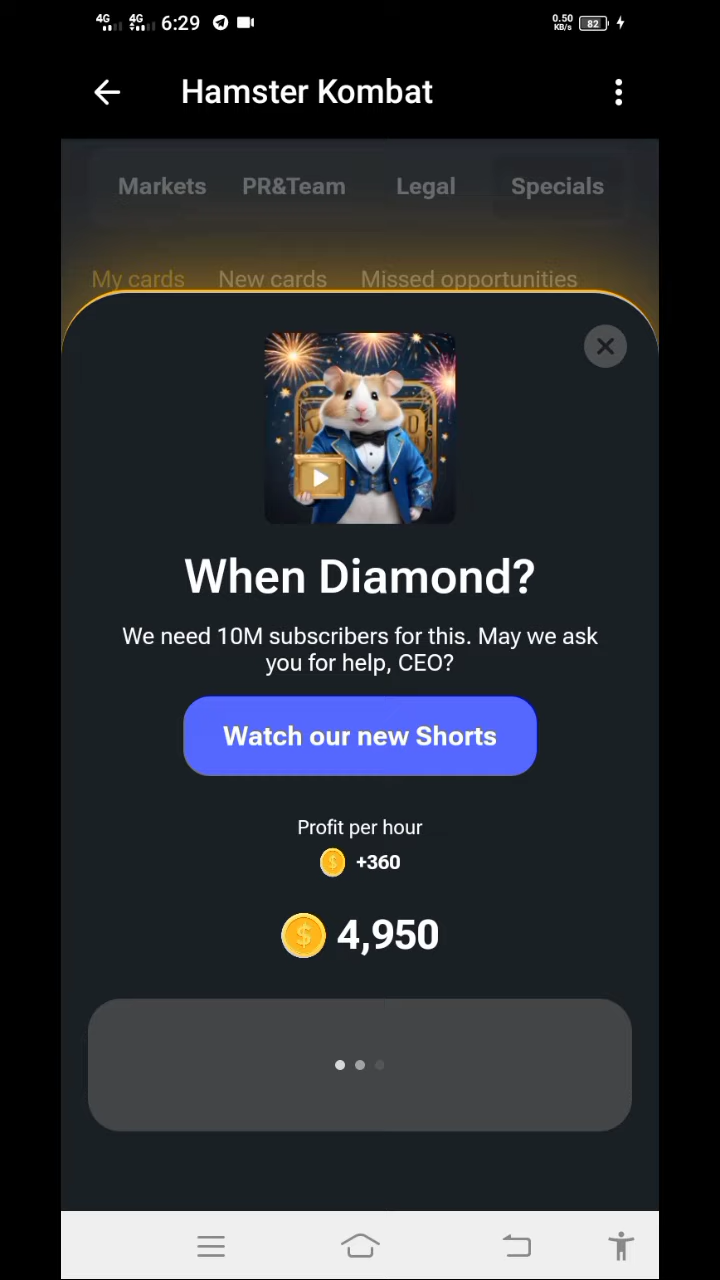 4G 4G 6:29 0.50 KB/s 82
Hamster Kombat
Markets PR&Team Legal Specials
My cards New cards Missed opportunities
When Diamond?
We need 10M subscribers for this. May we ask
you for help, CEO?
Watch our new Shorts
Profit per hour
+360
4,950